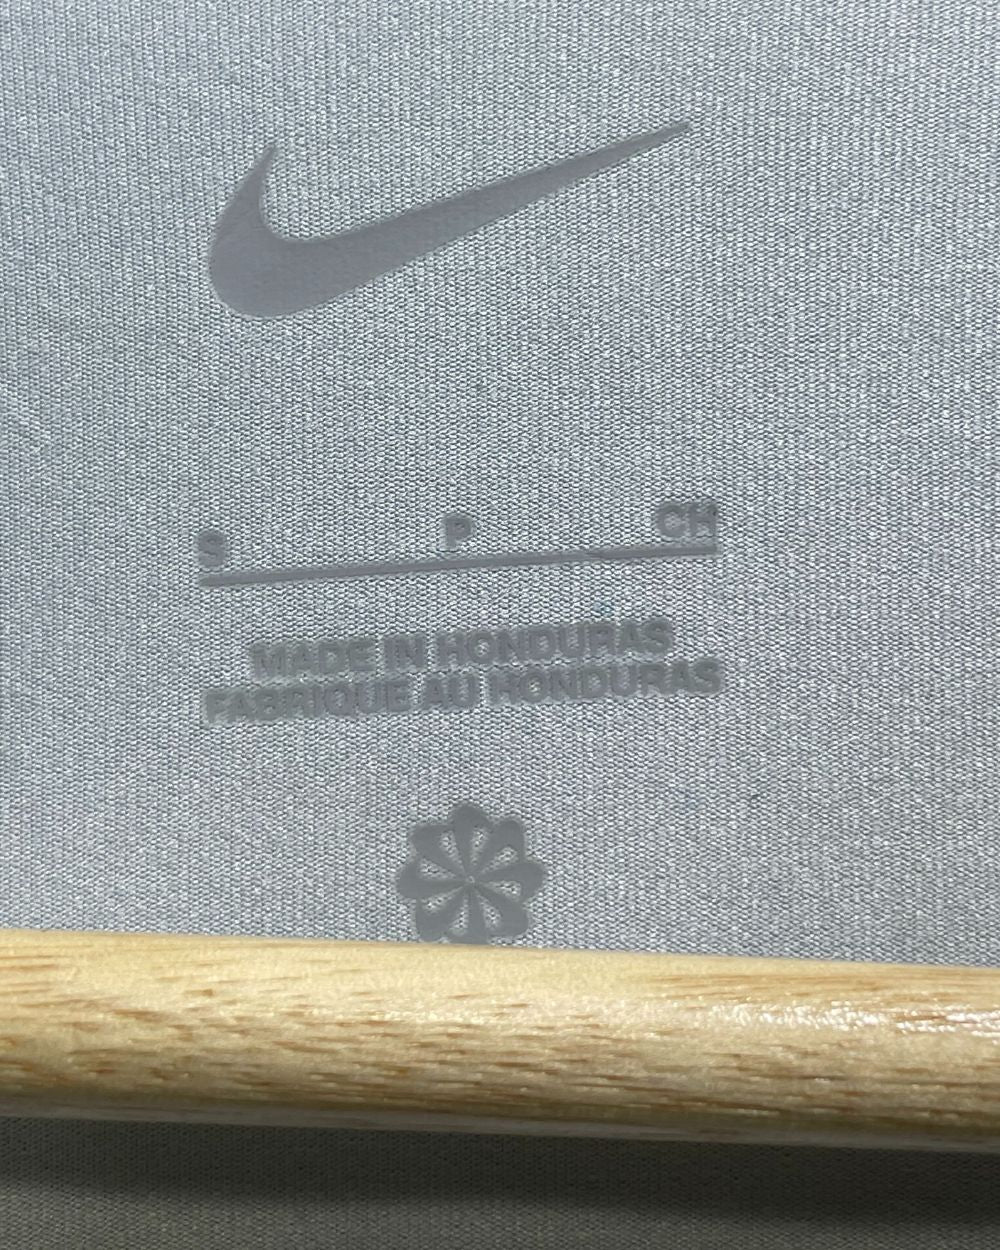 S P CH
MADE IN HONDURAS
FABRIQUE AU HONDURAS